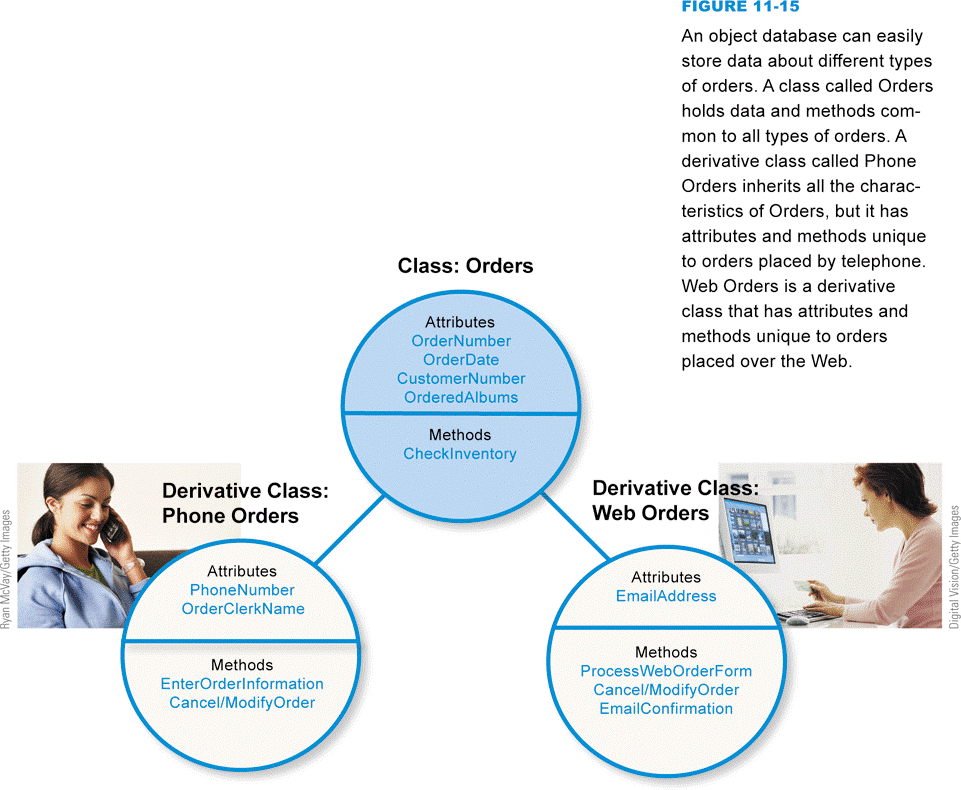 FIGURE 11-15
An object database can easily
store data about different types
of orders. A class called Orders
holds data and methods com-
mon to all types of orders. A
derivative class called Phone
Orders inherits all the charac-
teristics of Orders, but it has
attributes and methods unique
to orders placed by telephone.
Web Orders is a derivative
class that has attributes and
methods unique to orders
placed over the Web.
Class: Orders
Attributes
OrderNumber
OrderDate
CustomerNumber
OrderedAlbums
Methods
CheckInventory
Derivative Class:
Phone Orders
Attributes
PhoneNumber
OrderClerkName
Methods
EnterOrderInformation
Cancel/ModifyOrder
Ryan McVay/Getty Images
Derivative Class:
Web Orders
Attributes
EmailAddress
Methods
ProcessWebOrderForm
Cancel/ModifyOrder
EmailConfirmation
Digital Vision/Getty Images